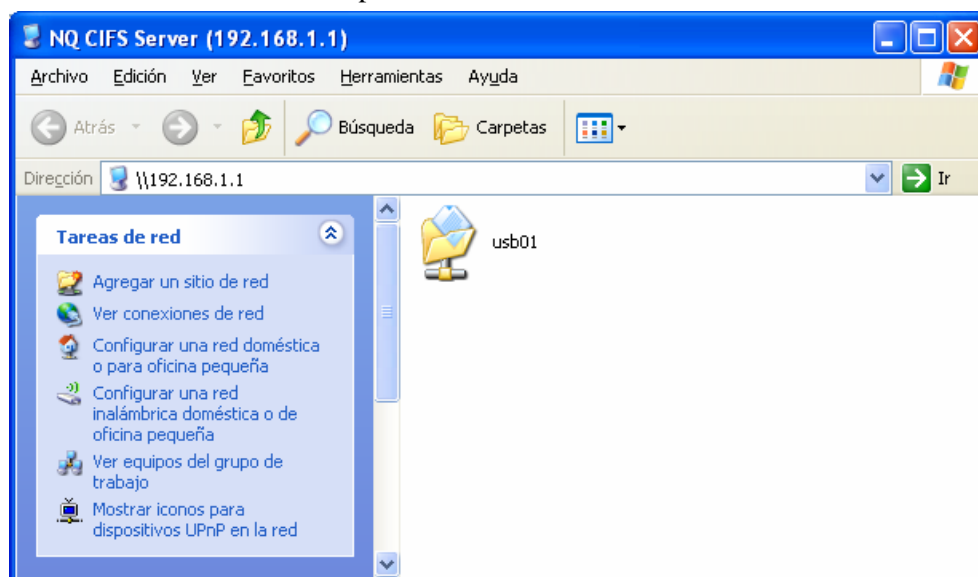 NQ CIFS Server (192.168.1.1)
Archivo Edición Ver Favoritos Herramientas Ayuda
Atrás Búsqueda Carpetas
Dirección \\192.168.1.1 Ir
Tareas de red
Agregar un sitio de red
Ver conexiones de red
Configurar una red doméstica
o para oficina pequeña
Configurar una red
inalámbrica doméstica o de
oficina pequeña
Ver equipos del grupo de
trabajo
Mostrar iconos para
dispositivos UPnP en la red
usb01